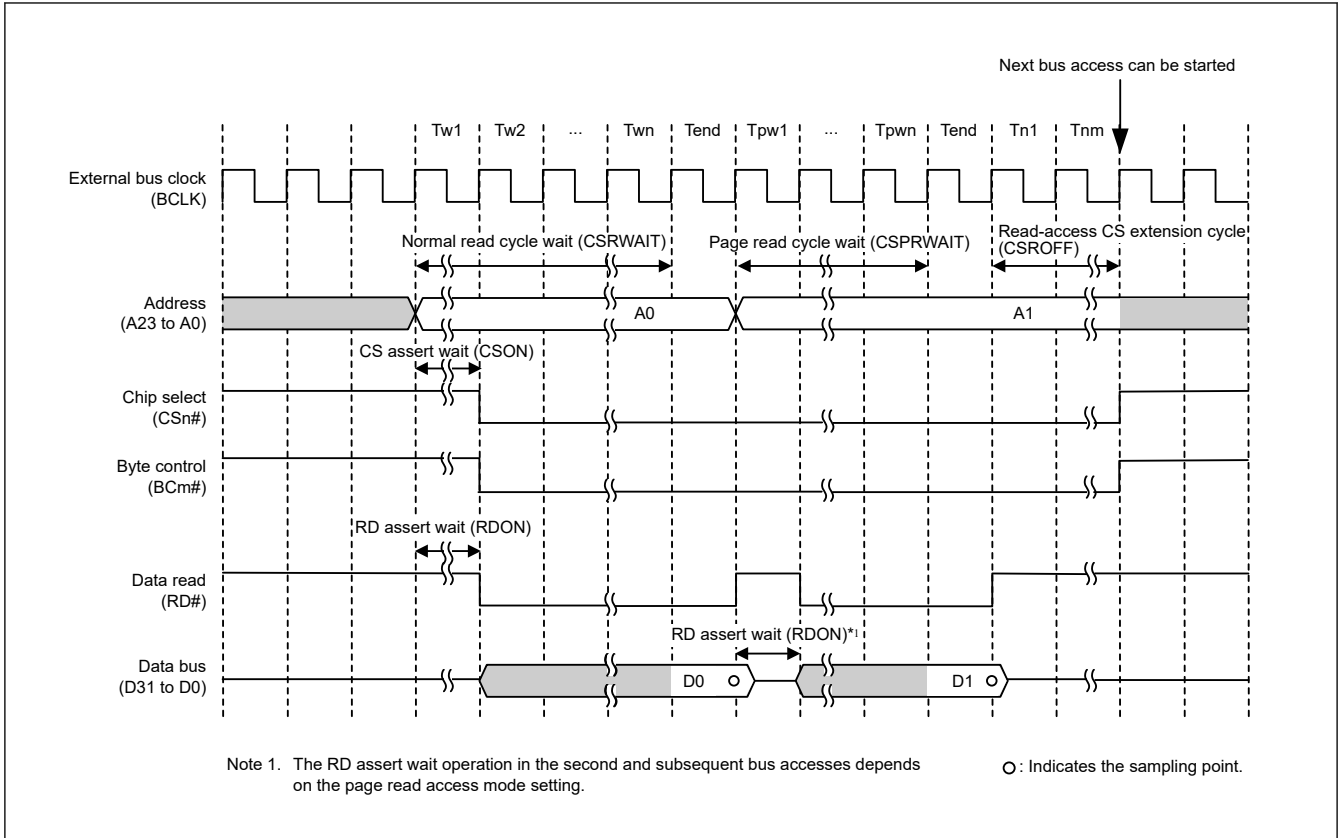 Next bus access can be started
Tw1 Tw2 ... Twn Tend Tpw1 ... Tpwn Tend Tn1 Tnm
External bus clock
(BCLK)
Normal read cycle wait (CSRWAIT)
Page read cycle wait (CSPRWAIT)
Read-access CS extension cycle
(CSROFF)
Address
(A23 to A0)
A0
A1
CS assert wait (CSON)
Chip select
(CSn#)
Byte control
(BCm#)
RD assert wait (RDON)
Data read
(RD#)
RD assert wait (RDON)*1
Data bus
(D31 to D0)
D0
D1
Note 1. The RD assert wait operation in the second and subsequent bus accesses depends
on the page read access mode setting.
: Indicates the sampling point.